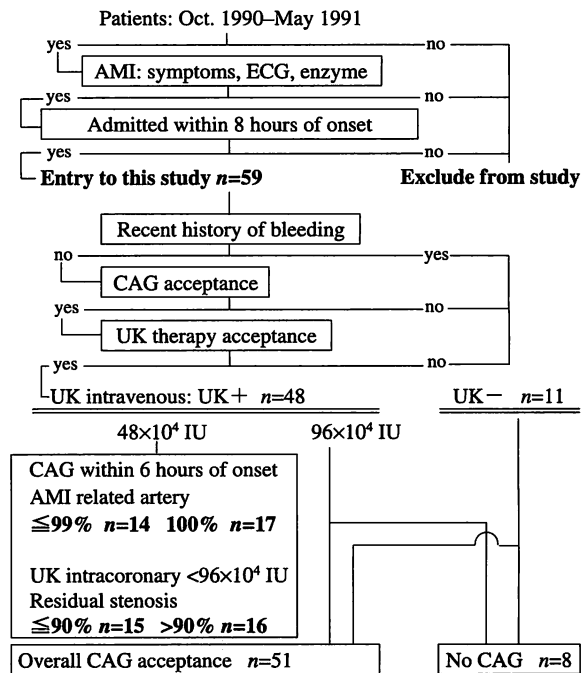 Patients: Oct. 1990–May 1991
yes no
AMI: symptoms, ECG, enzyme
yes no
Admitted within 8 hours of onset
yes no
Entry to this study n=59 Exclude from study
Recent history of bleeding
no yes
CAG acceptance
yes no
UK therapy acceptance
yes no
UK intravenous: UK+ n=48 UK− n=11
48×10⁴ IU 96×10⁴ IU
CAG within 6 hours of onset
AMI related artery
≦99% n=14 100% n=17
UK intracoronary <96×10⁴ IU
Residual stenosis
≦90% n=15 >90% n=16
Overall CAG acceptance n=51 No CAG n=8